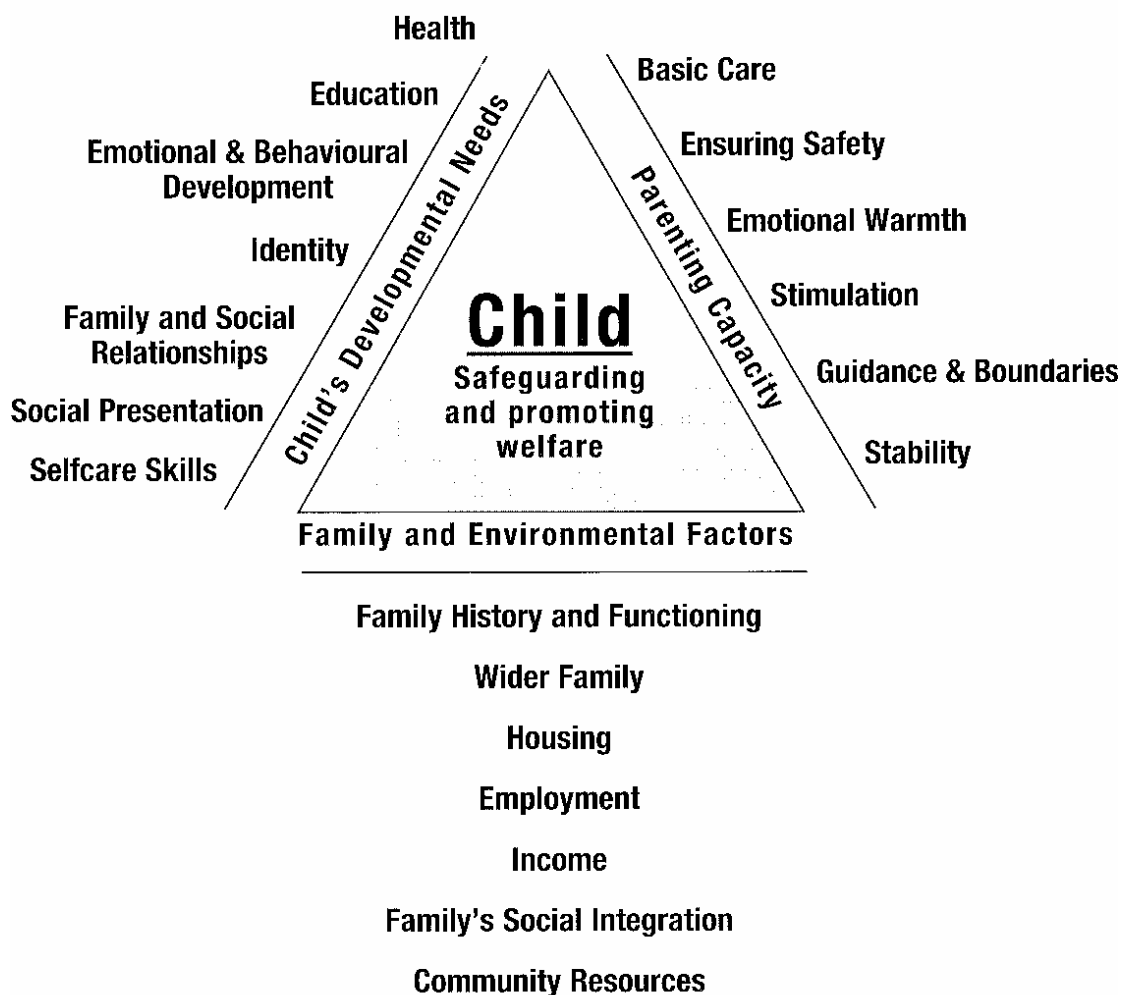 Health
Education
Emotional & Behavioural
Development
Identity
Family and Social
Relationships
Social Presentation
Selfcare Skills
Child's Developmental Needs
Basic Care
Ensuring Safety
Emotional Warmth
Stimulation
Guidance & Boundaries
Stability
Parenting Capacity
Child
Safeguarding
and promoting
welfare
Family and Environmental Factors
Family History and Functioning
Wider Family
Housing
Employment
Income
Family's Social Integration
Community Resources